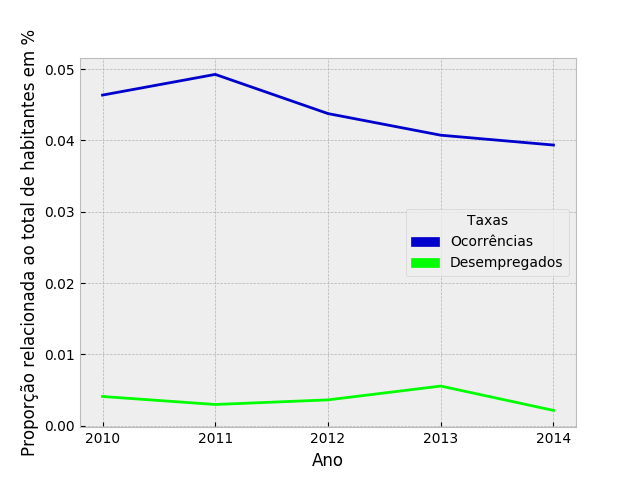 Proporção relacionada ao total de habitantes em %
0.05
0.04
0.03
0.02
0.01
0.00
Taxas
Ocorrências
Desempregados
2010 2011 2012 2013 2014
Ano